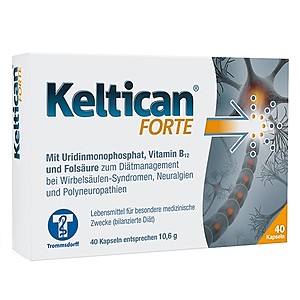 Keltican®
FORTE
Mit Uridinmonophosphat, Vitamin B12
und Folsäure zum Diätmanagement
bei Wirbelsäulen-Syndromen, Neuralgien
und Polyneuropathien
Lebensmittel für besondere medizinische
Zwecke (bilanzierte Diät)
40 Kapseln entsprechen 10,6 g
Trommsdorff
40
Kapseln